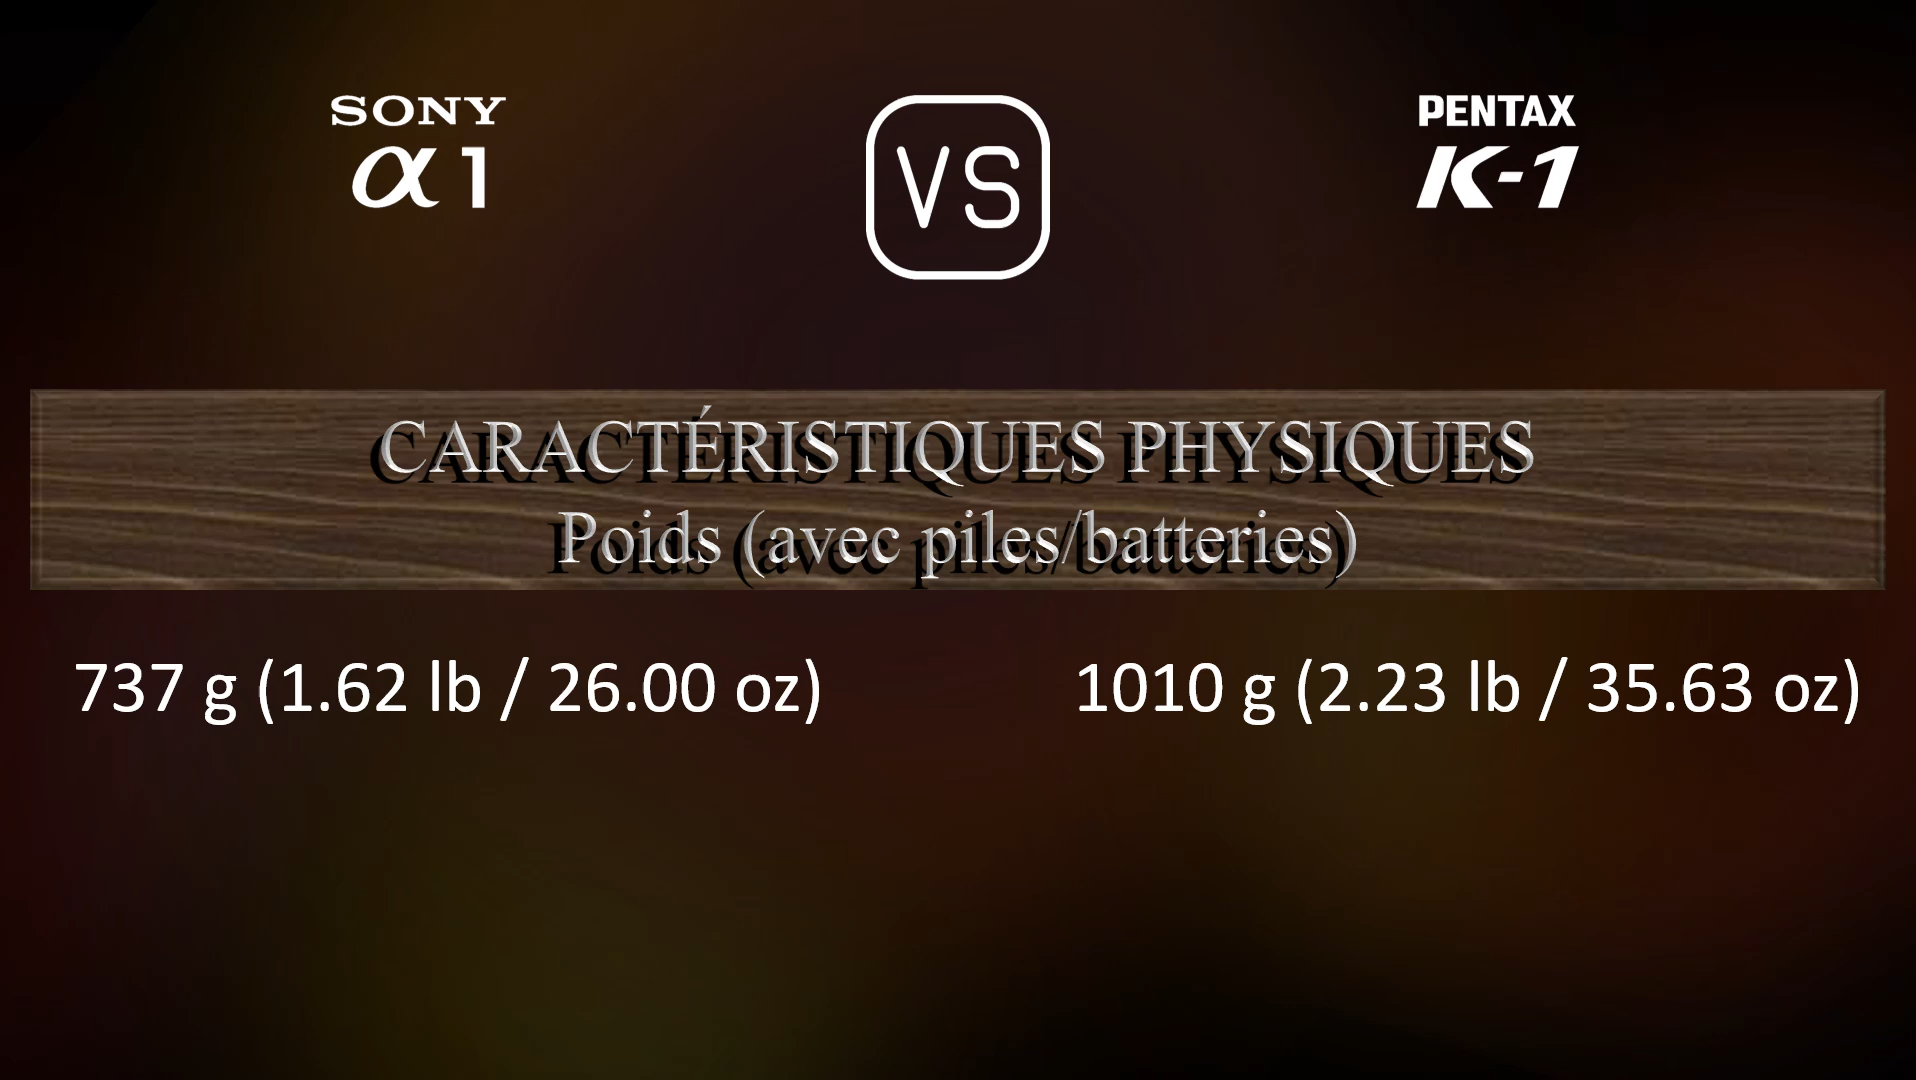 SONY
α1
VS
PENTAX
K-1
CARACTÉRISTIQUES PHYSIQUES
Poids (avec piles/batteries)
737 g (1.62 lb / 26.00 oz)
1010 g (2.23 lb / 35.63 oz)